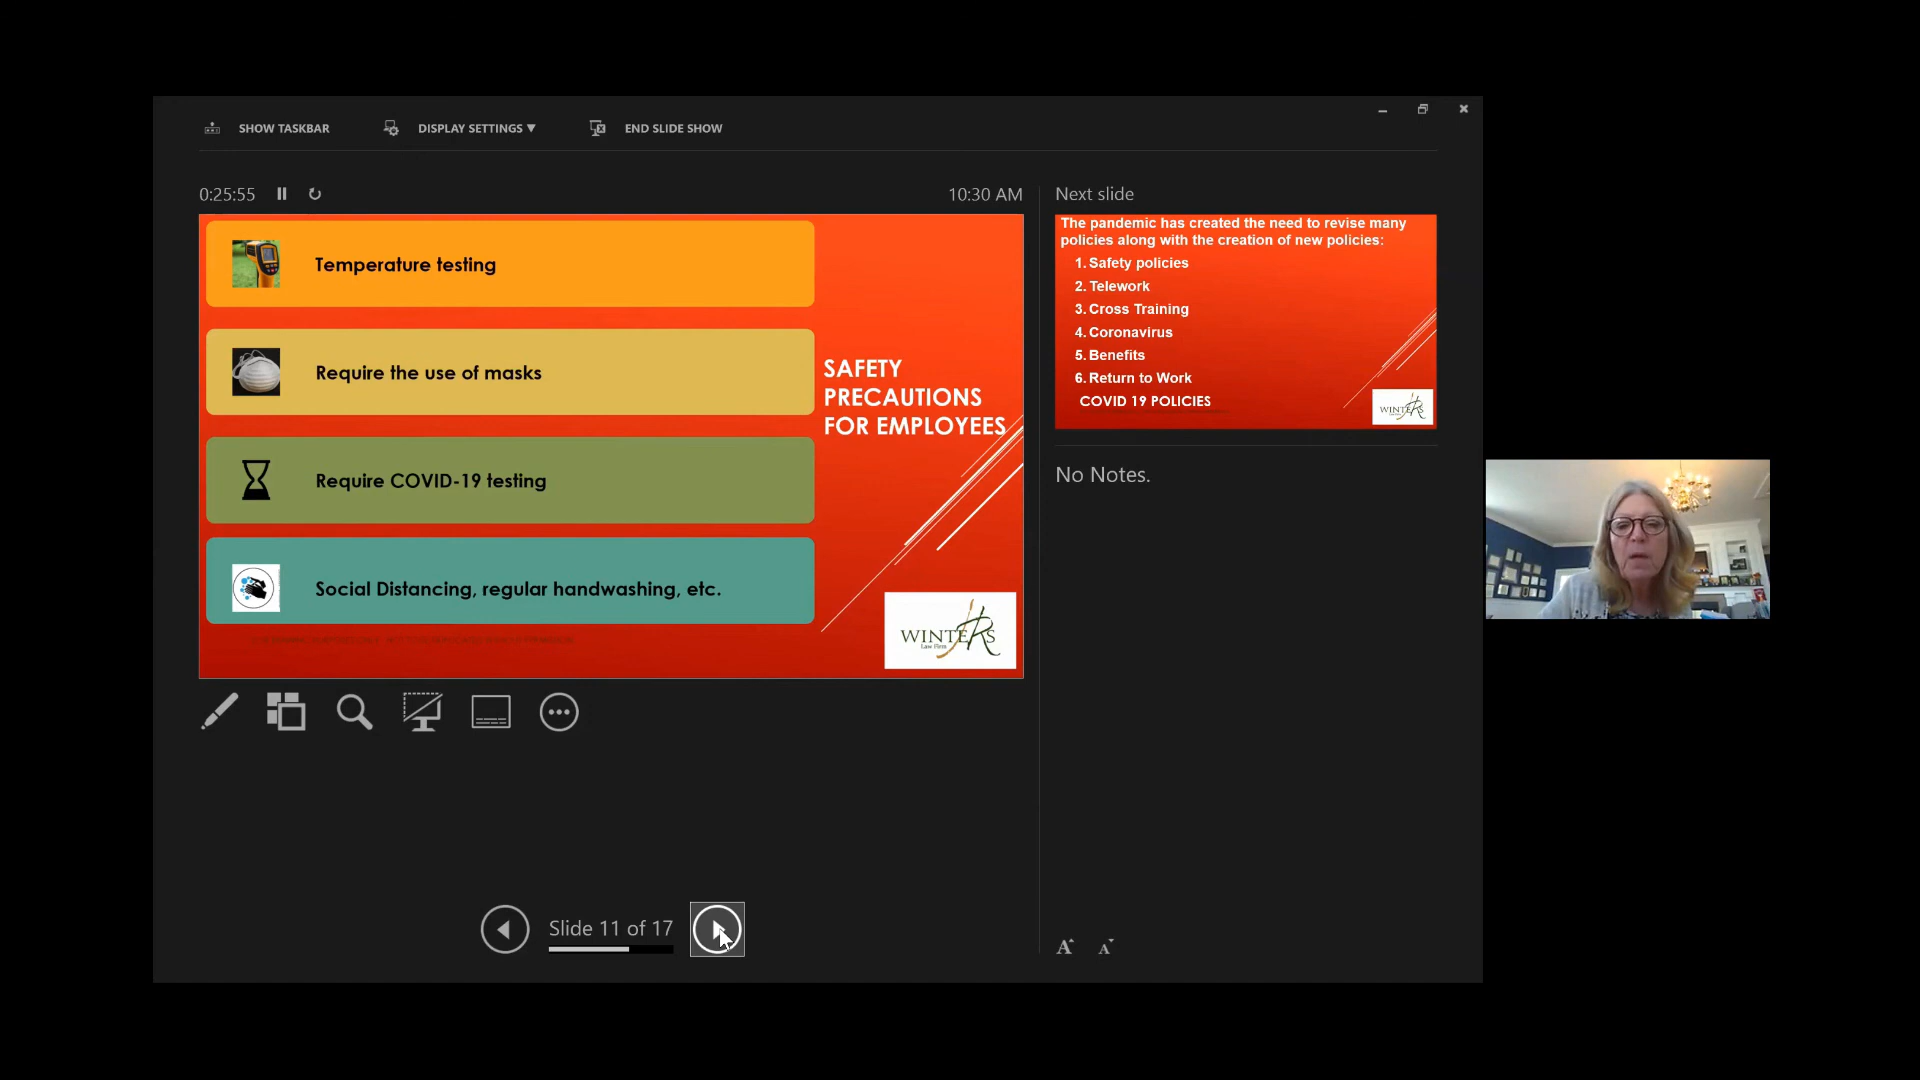 SHOW TASKBAR
DISPLAY SETTINGS ▼
END SLIDE SHOW
0:25:55
10:30 AM
Temperature testing
Require the use of masks
Require COVID-19 testing
Social Distancing, regular handwashing, etc.
SAFETY
PRECAUTIONS
FOR EMPLOYEES
WINTERS
Law Firm
Slide 11 of 17
Next slide
The pandemic has created the need to revise many
policies along with the creation of new policies:
1. Safety policies
2. Telework
3. Cross Training
4. Coronavirus
5. Benefits
6. Return to Work
COVID 19 POLICIES
WINTERS
No Notes.
A
A